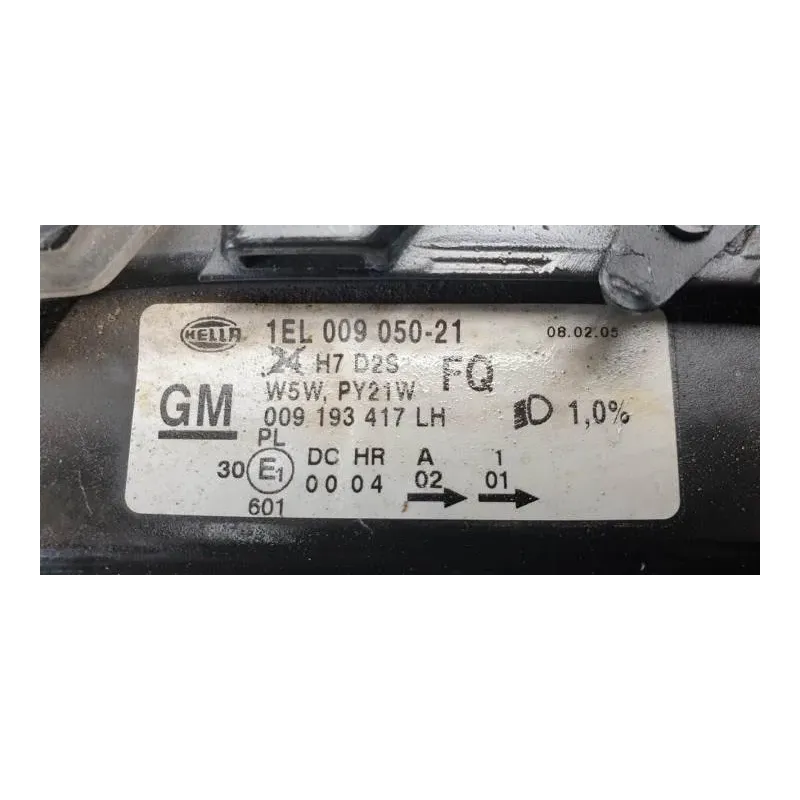 HELLA 1EL 009 050-21 08.02.05
24 H7 D2S FQ
W5W, PY21W
GM 009 193 417 LH 1,0%
PL DC HR A 1
30 E1 00 04 02 01
601